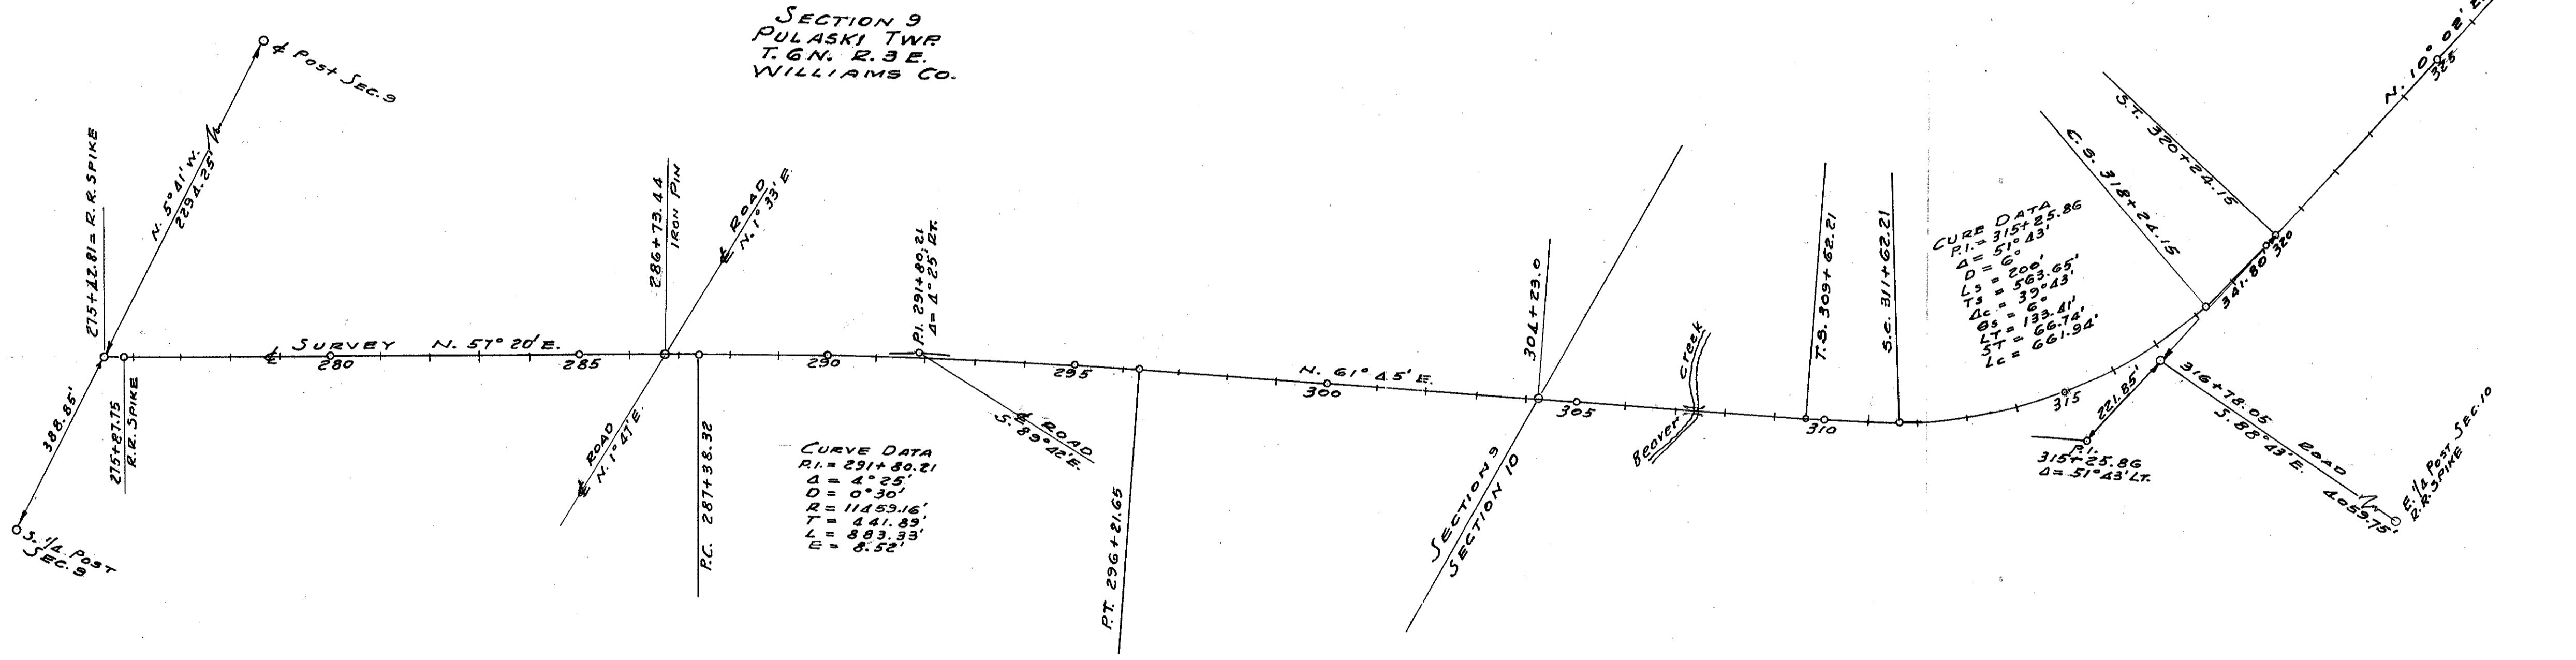 SECTION 9
PULASKI TWP.
T. 6 N. R. 3 E.
WILLIAMS CO.
¼ Post SEC. 9
N. 5° 41' W.
2294.25'
275+42.81 = R.R. SPIKE
388.85'
S. 1/4 POST
SEC. 9
275+87.75
R.R. SPIKE
℄ SURVEY N. 57° 20' E.
280
285
286+73.44
IRON PIN
℄ ROAD
N. 1° 33' E.
℄ ROAD
N. 1° 47' E.
P.C. 287+38.32
290
P.I. 291+80.21
Δ = 4° 25' RT.
℄ ROAD
S. 89° 42' E.
CURVE DATA
P.I. = 291+80.21
Δ = 4° 25'
D = 0° 30'
R = 11459.16'
T = 441.89'
L = 883.33'
E = 8.52'
295
P.T. 296+21.65
N. 61° 45' E.
300
304+23.0
305
SECTION 9
SECTION 10
Beaver Creek
T.S. 309+62.21
310
S.C. 311+62.21
CURE DATA
P.I. = 315+25.86
Δ = 51° 43'
D = 6°
Ls = 200'
Ts = 563.65'
Δc = 39° 43'
θs = 6°
LT = 133.41'
ST = 66.74'
Lc = 661.94'
315
C.S. 318+24.15
S.T. 320+24.15
320
341.80'
221.85'
P.I.
315+25.86
Δ = 51° 43' LT.
316+78.05
ROAD
S. 88° 43' E.
4059.75'
E. 1/4 POST SEC. 10
R.R. SPIKE
N. 10° 02' E.
325